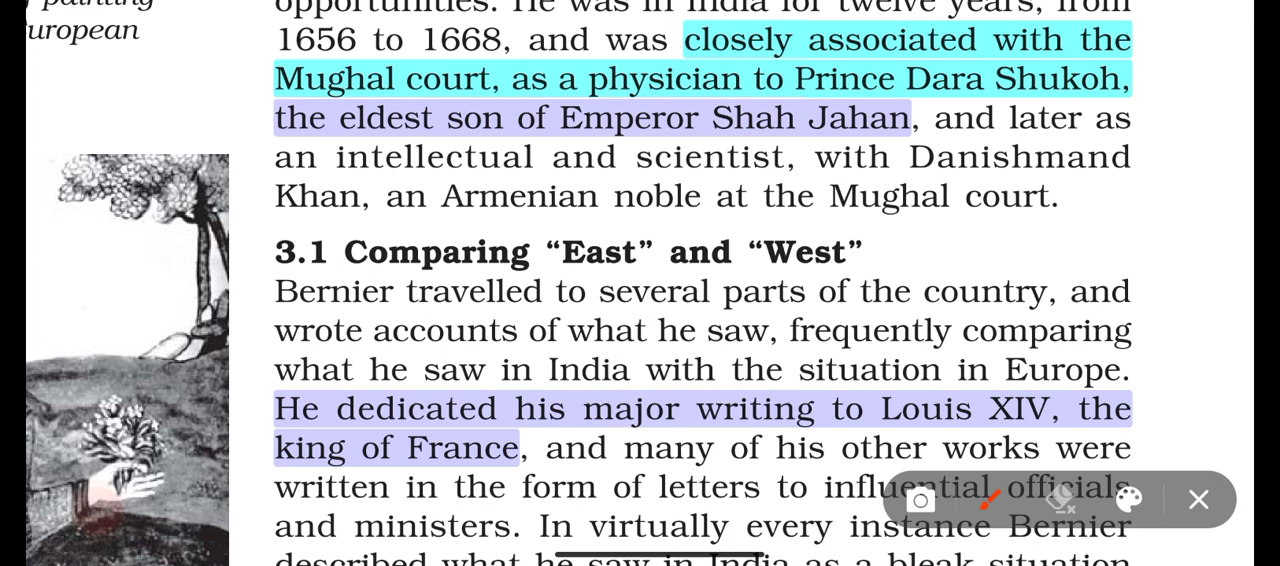 painting
uropean
opportunities. He was in India for twelve years, from
1656 to 1668, and was closely associated with the
Mughal court, as a physician to Prince Dara Shukoh,
the eldest son of Emperor Shah Jahan, and later as
an intellectual and scientist, with Danishmand
Khan, an Armenian noble at the Mughal court.
3.1 Comparing “East” and “West”
Bernier travelled to several parts of the country, and
wrote accounts of what he saw, frequently comparing
what he saw in India with the situation in Europe.
He dedicated his major writing to Louis XIV, the
king of France, and many of his other works were
written in the form of letters to influential officials
and ministers. In virtually every instance Bernier
described what he saw in India as a bleak situation